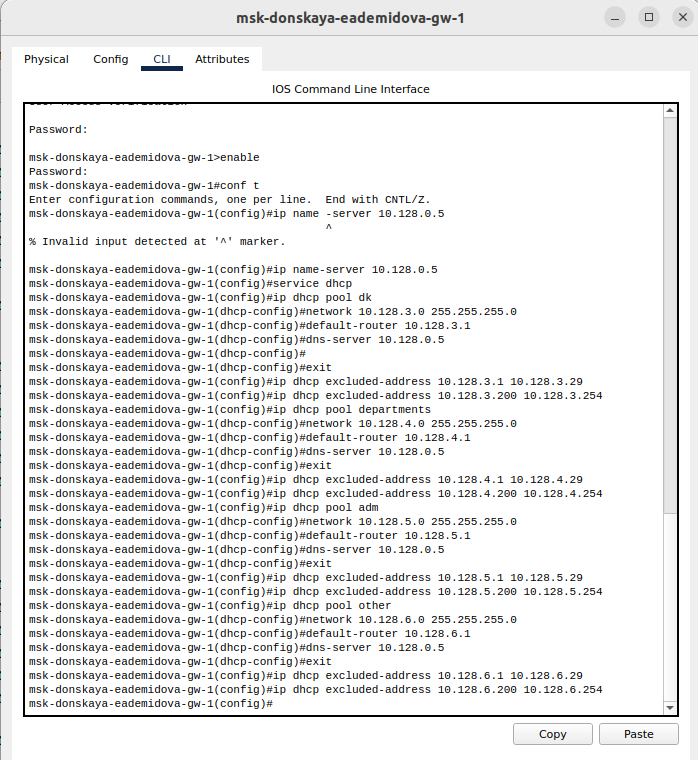 msk-donskaya-eademidova-gw-1
Physical Config CLI Attributes
IOS Command Line Interface
Password:
msk-donskaya-eademidova-gw-1>enable
Password:
msk-donskaya-eademidova-gw-1#conf t
Enter configuration commands, one per line.  End with CNTL/Z.
msk-donskaya-eademidova-gw-1(config)#ip name -server 10.128.0.5
^
% Invalid input detected at '^' marker.
msk-donskaya-eademidova-gw-1(config)#ip name-server 10.128.0.5
msk-donskaya-eademidova-gw-1(config)#service dhcp
msk-donskaya-eademidova-gw-1(config)#ip dhcp pool dk
msk-donskaya-eademidova-gw-1(dhcp-config)#network 10.128.3.0 255.255.255.0
msk-donskaya-eademidova-gw-1(dhcp-config)#default-router 10.128.3.1
msk-donskaya-eademidova-gw-1(dhcp-config)#dns-server 10.128.0.5
msk-donskaya-eademidova-gw-1(dhcp-config)#
msk-donskaya-eademidova-gw-1(dhcp-config)#exit
msk-donskaya-eademidova-gw-1(config)#ip dhcp excluded-address 10.128.3.1 10.128.3.29
msk-donskaya-eademidova-gw-1(config)#ip dhcp excluded-address 10.128.3.200 10.128.3.254
msk-donskaya-eademidova-gw-1(config)#ip dhcp pool departments
msk-donskaya-eademidova-gw-1(dhcp-config)#network 10.128.4.0 255.255.255.0
msk-donskaya-eademidova-gw-1(dhcp-config)#default-router 10.128.4.1
msk-donskaya-eademidova-gw-1(dhcp-config)#dns-server 10.128.0.5
msk-donskaya-eademidova-gw-1(dhcp-config)#exit
msk-donskaya-eademidova-gw-1(config)#ip dhcp excluded-address 10.128.4.1 10.128.4.29
msk-donskaya-eademidova-gw-1(config)#ip dhcp excluded-address 10.128.4.200 10.128.4.254
msk-donskaya-eademidova-gw-1(config)#ip dhcp pool adm
msk-donskaya-eademidova-gw-1(dhcp-config)#network 10.128.5.0 255.255.255.0
msk-donskaya-eademidova-gw-1(dhcp-config)#default-router 10.128.5.1
msk-donskaya-eademidova-gw-1(dhcp-config)#dns-server 10.128.0.5
msk-donskaya-eademidova-gw-1(dhcp-config)#exit
msk-donskaya-eademidova-gw-1(config)#ip dhcp excluded-address 10.128.5.1 10.128.5.29
msk-donskaya-eademidova-gw-1(config)#ip dhcp excluded-address 10.128.5.200 10.128.5.254
msk-donskaya-eademidova-gw-1(config)#ip dhcp pool other
msk-donskaya-eademidova-gw-1(dhcp-config)#network 10.128.6.0 255.255.255.0
msk-donskaya-eademidova-gw-1(dhcp-config)#default-router 10.128.6.1
msk-donskaya-eademidova-gw-1(dhcp-config)#dns-server 10.128.0.5
msk-donskaya-eademidova-gw-1(dhcp-config)#exit
msk-donskaya-eademidova-gw-1(config)#ip dhcp excluded-address 10.128.6.1 10.128.6.29
msk-donskaya-eademidova-gw-1(config)#ip dhcp excluded-address 10.128.6.200 10.128.6.254
msk-donskaya-eademidova-gw-1(config)#
Copy Paste